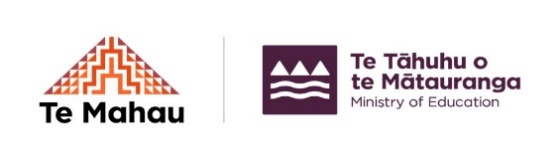 Te Mahau
Te Tāhuhu o
te Mātauranga
Ministry of Education